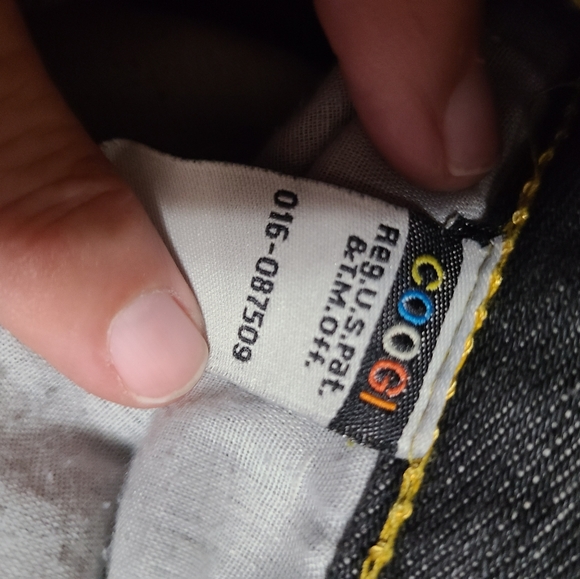 COOGI
Reg.U.S.Pat.
&T.M.Off.
016-087509